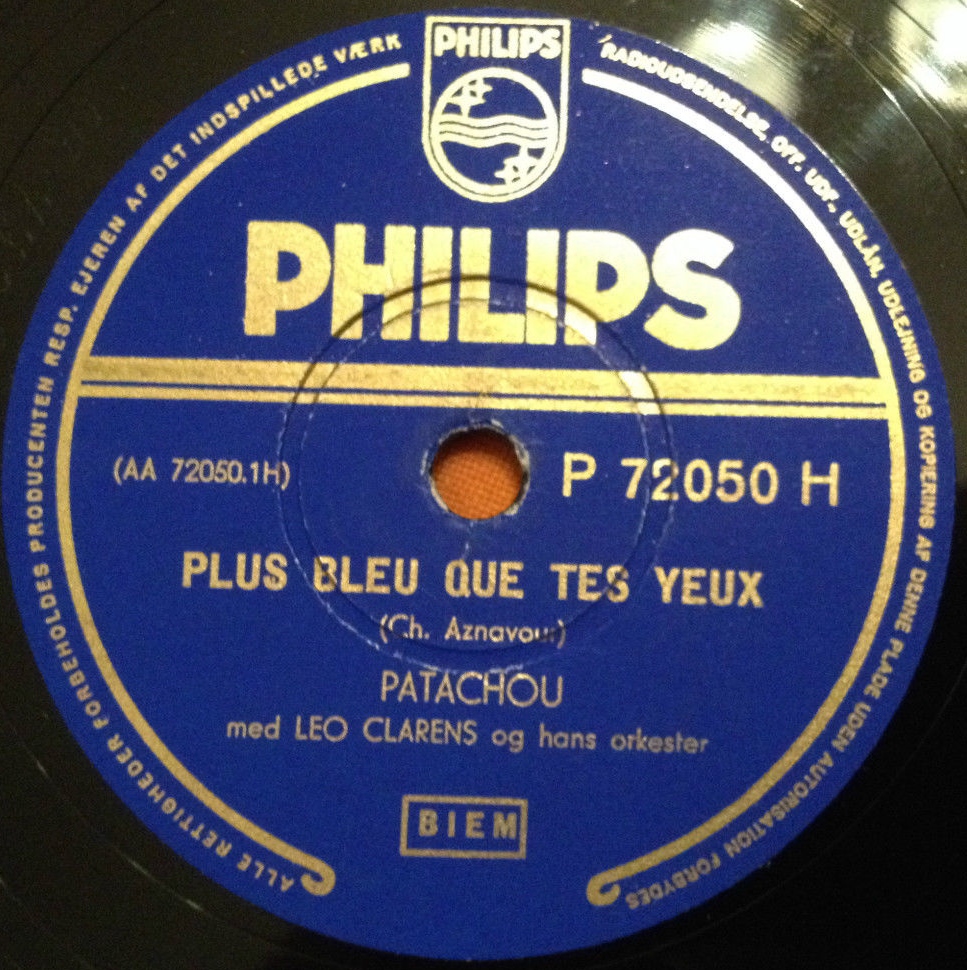 PHILIPS
ALLE RETTIGHEDER FORBEHOLDES PRODUCENTEN RESP. EJEREN AF DET INDSPILLEDE VÆRK
RADIOUDSENDELSE, OFF. UDF., UDLÅN, UDLEJNING OG KOPIERING AF DENNE PLADE UDEN AUTORISATION FORBYDES
PHILIPS
(AA 72050.1H)
P 72050 H
PLUS BLEU QUE TES YEUX
(Ch. Aznavour)
PATACHOU
med LEO CLARENS og hans orkester
BIEM